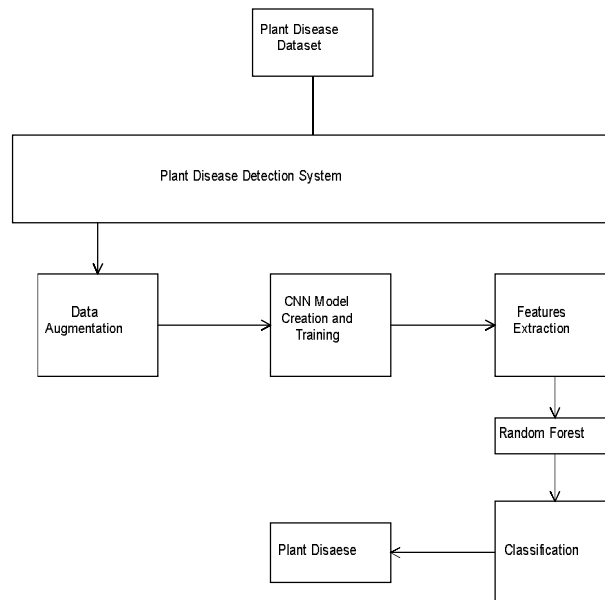 Plant Disease
Dataset
Plant Disease Detection System
Data
Augmentation
CNN Model
Creation and
Training
Features
Extraction
Random Forest
Classification
Plant Disaese